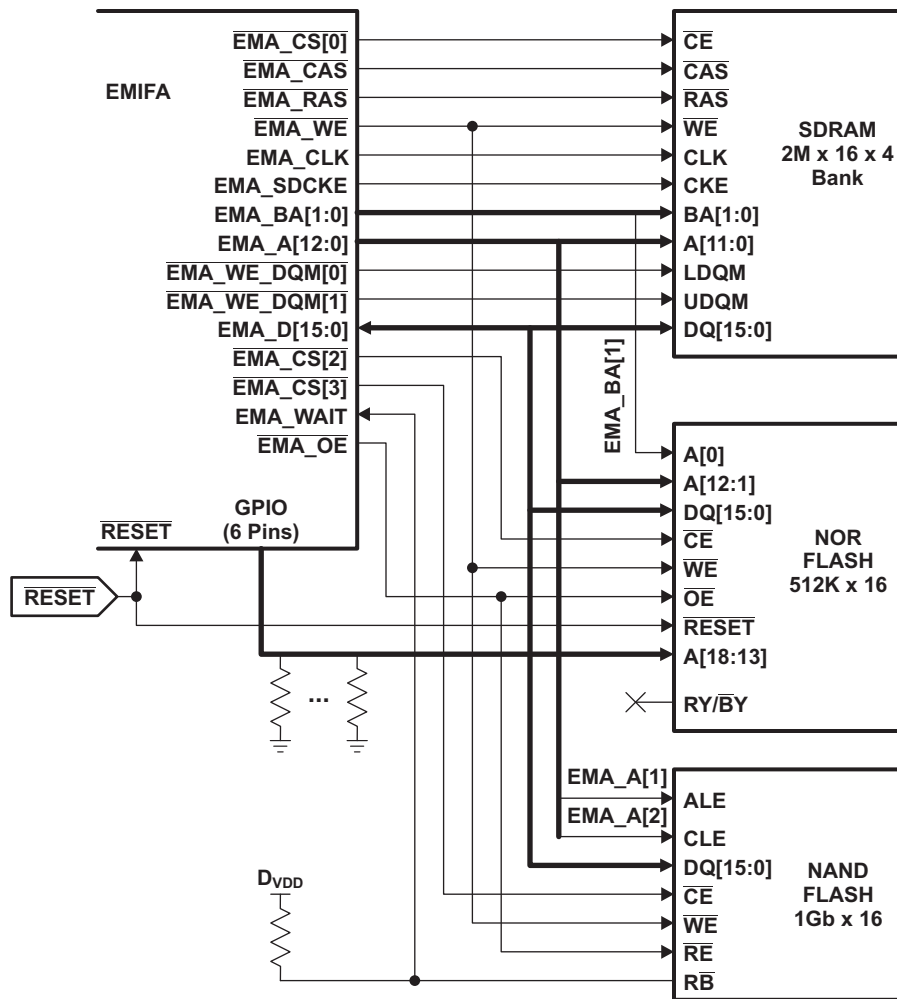 EMIFA
EMA_CS[0]
EMA_CAS
EMA_RAS
EMA_WE
EMA_CLK
EMA_SDCKE
EMA_BA[1:0]
EMA_A[12:0]
EMA_WE_DQM[0]
EMA_WE_DQM[1]
EMA_D[15:0]
EMA_CS[2]
EMA_CS[3]
EMA_WAIT
EMA_OE
GPIO
(6 Pins)
RESET
RESET
CE
CAS
RAS
WE
CLK
CKE
BA[1:0]
A[11:0]
LDQM
UDQM
DQ[15:0]
SDRAM
2M x 16 x 4
Bank
EMA_BA[1]
A[0]
A[12:1]
DQ[15:0]
CE
WE
OE
RESET
A[18:13]
RY/BY
NOR
FLASH
512K x 16
...
EMA_A[1]
EMA_A[2]
ALE
CLE
DQ[15:0]
CE
WE
RE
RB
NAND
FLASH
1Gb x 16
DVDD